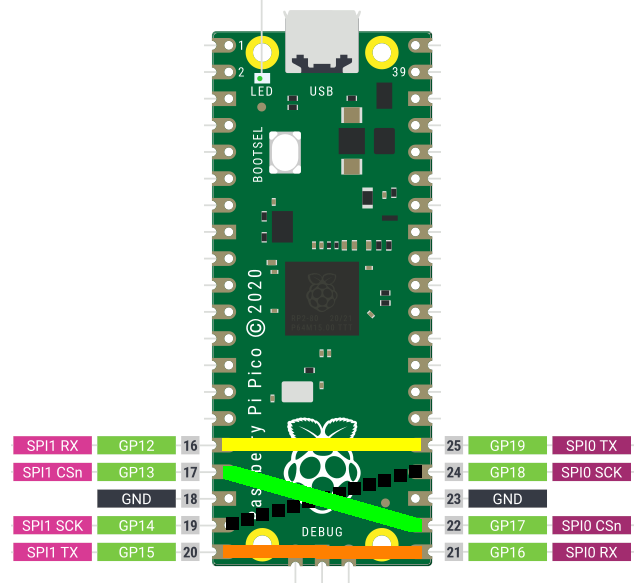 1
2
39
LED
USB
BOOTSEL
Raspberry Pi Pico © 2020
SPI1 RX GP12 16 25 GP19 SPI0 TX
SPI1 CSn GP13 17 24 GP18 SPI0 SCK
GND 18 23 GND
SPI1 SCK GP14 19 22 GP17 SPI0 CSn
DEBUG
SPI1 TX GP15 20 21 GP16 SPI0 RX